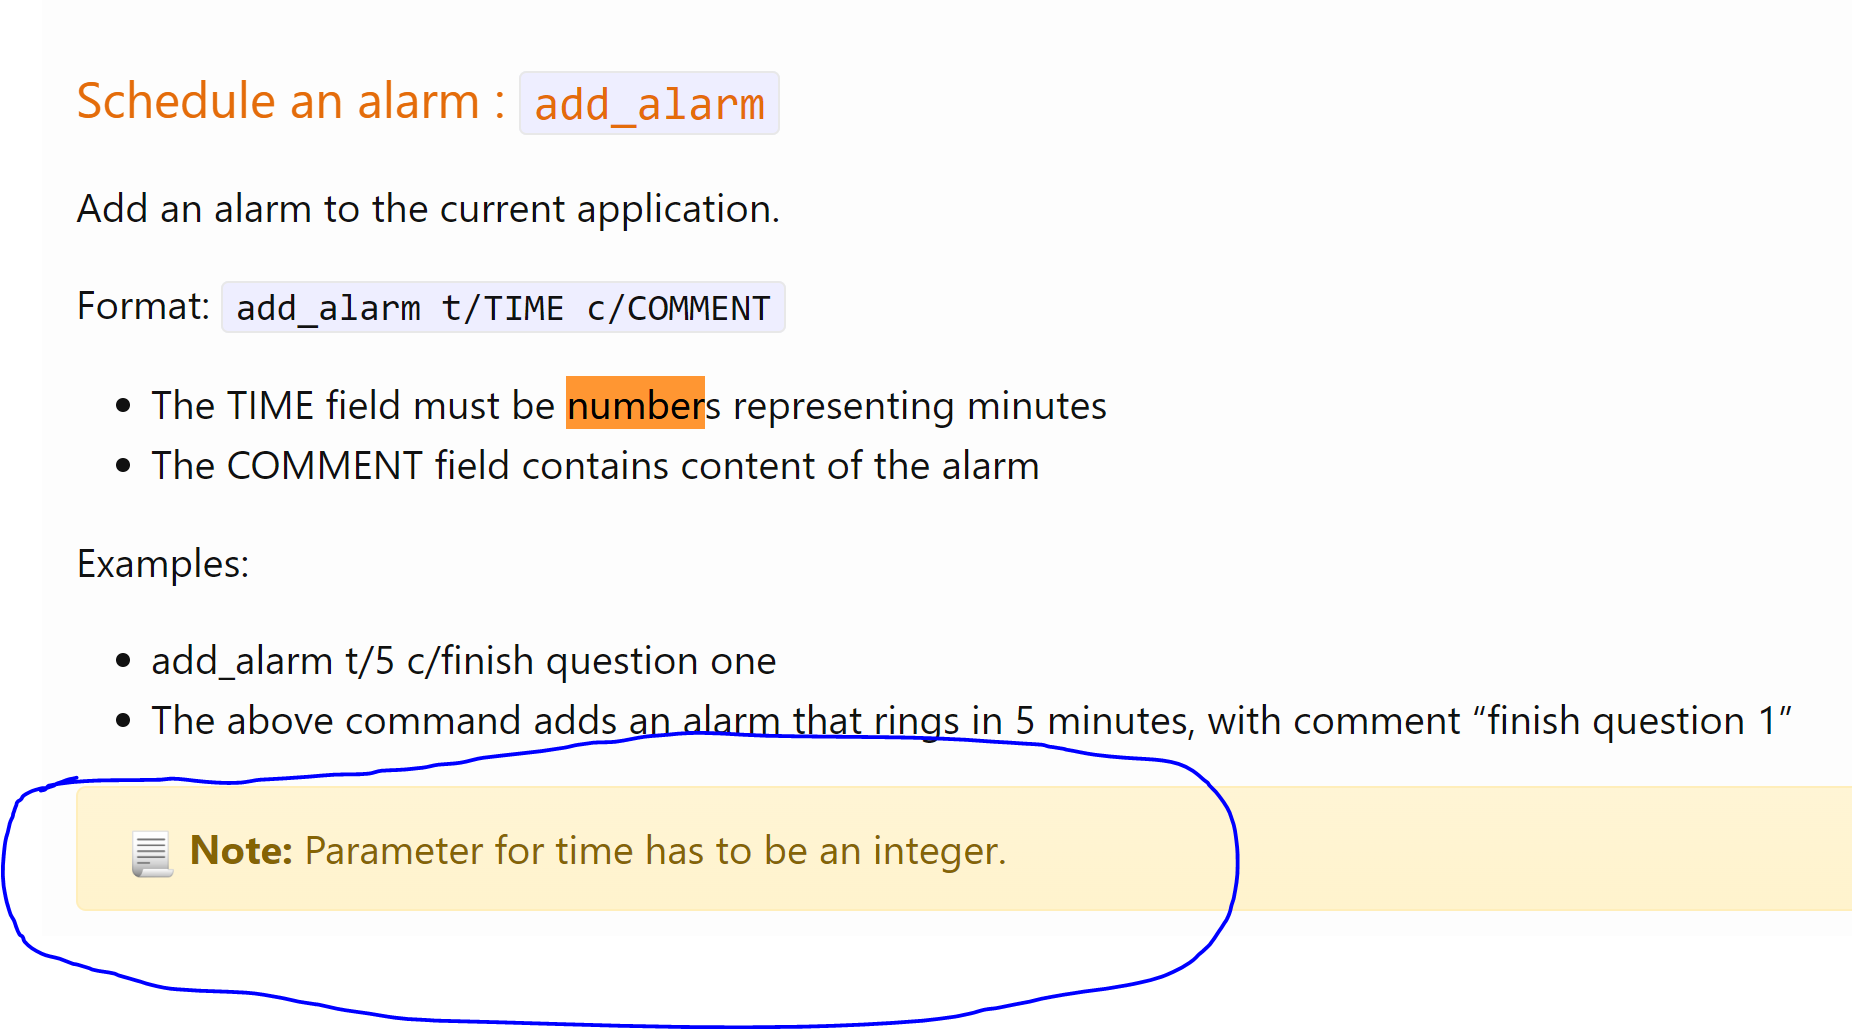 Schedule an alarm : add_alarm
Add an alarm to the current application.
Format: add_alarm t/TIME c/COMMENT
• The TIME field must be numbers representing minutes
• The COMMENT field contains content of the alarm
Examples:
• add_alarm t/5 c/finish question one
• The above command adds an alarm that rings in 5 minutes, with comment “finish question 1”
Note: Parameter for time has to be an integer.